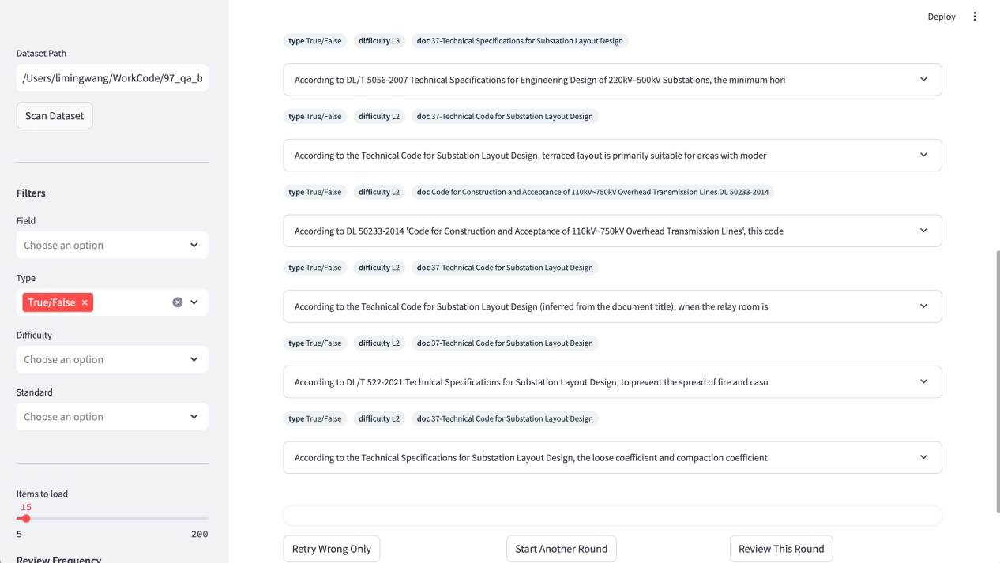 Deploy
Dataset Path
/Users/limingwang/WorkCode/97_qa_b
Scan Dataset
Filters
Field
Choose an option
Type
True/False
Difficulty
Choose an option
Standard
Choose an option
Items to load
15
5 200
Review Frequency
type True/False difficulty L3 doc 37-Technical Specifications for Substation Layout Design
According to DL/T 5056-2007 Technical Specifications for Engineering Design of 220kV–500kV Substations, the minimum hori
type True/False difficulty L2 doc 37-Technical Code for Substation Layout Design
According to the Technical Code for Substation Layout Design, terraced layout is primarily suitable for areas with moder
type True/False difficulty L2 doc Code for Construction and Acceptance of 110kV~750kV Overhead Transmission Lines DL 50233-2014
According to DL 50233-2014 'Code for Construction and Acceptance of 110kV~750kV Overhead Transmission Lines', this code
type True/False difficulty L2 doc 37-Technical Code for Substation Layout Design
According to the Technical Code for Substation Layout Design (inferred from the document title), when the relay room is
type True/False difficulty L2 doc 37-Technical Code for Substation Layout Design
According to DL/T 522-2021 Technical Specifications for Substation Layout Design, to prevent the spread of fire and casu
type True/False difficulty L2 doc 37-Technical Code for Substation Layout Design
According to the Technical Specifications for Substation Layout Design, the loose coefficient and compaction coefficient
Retry Wrong Only
Start Another Round
Review This Round